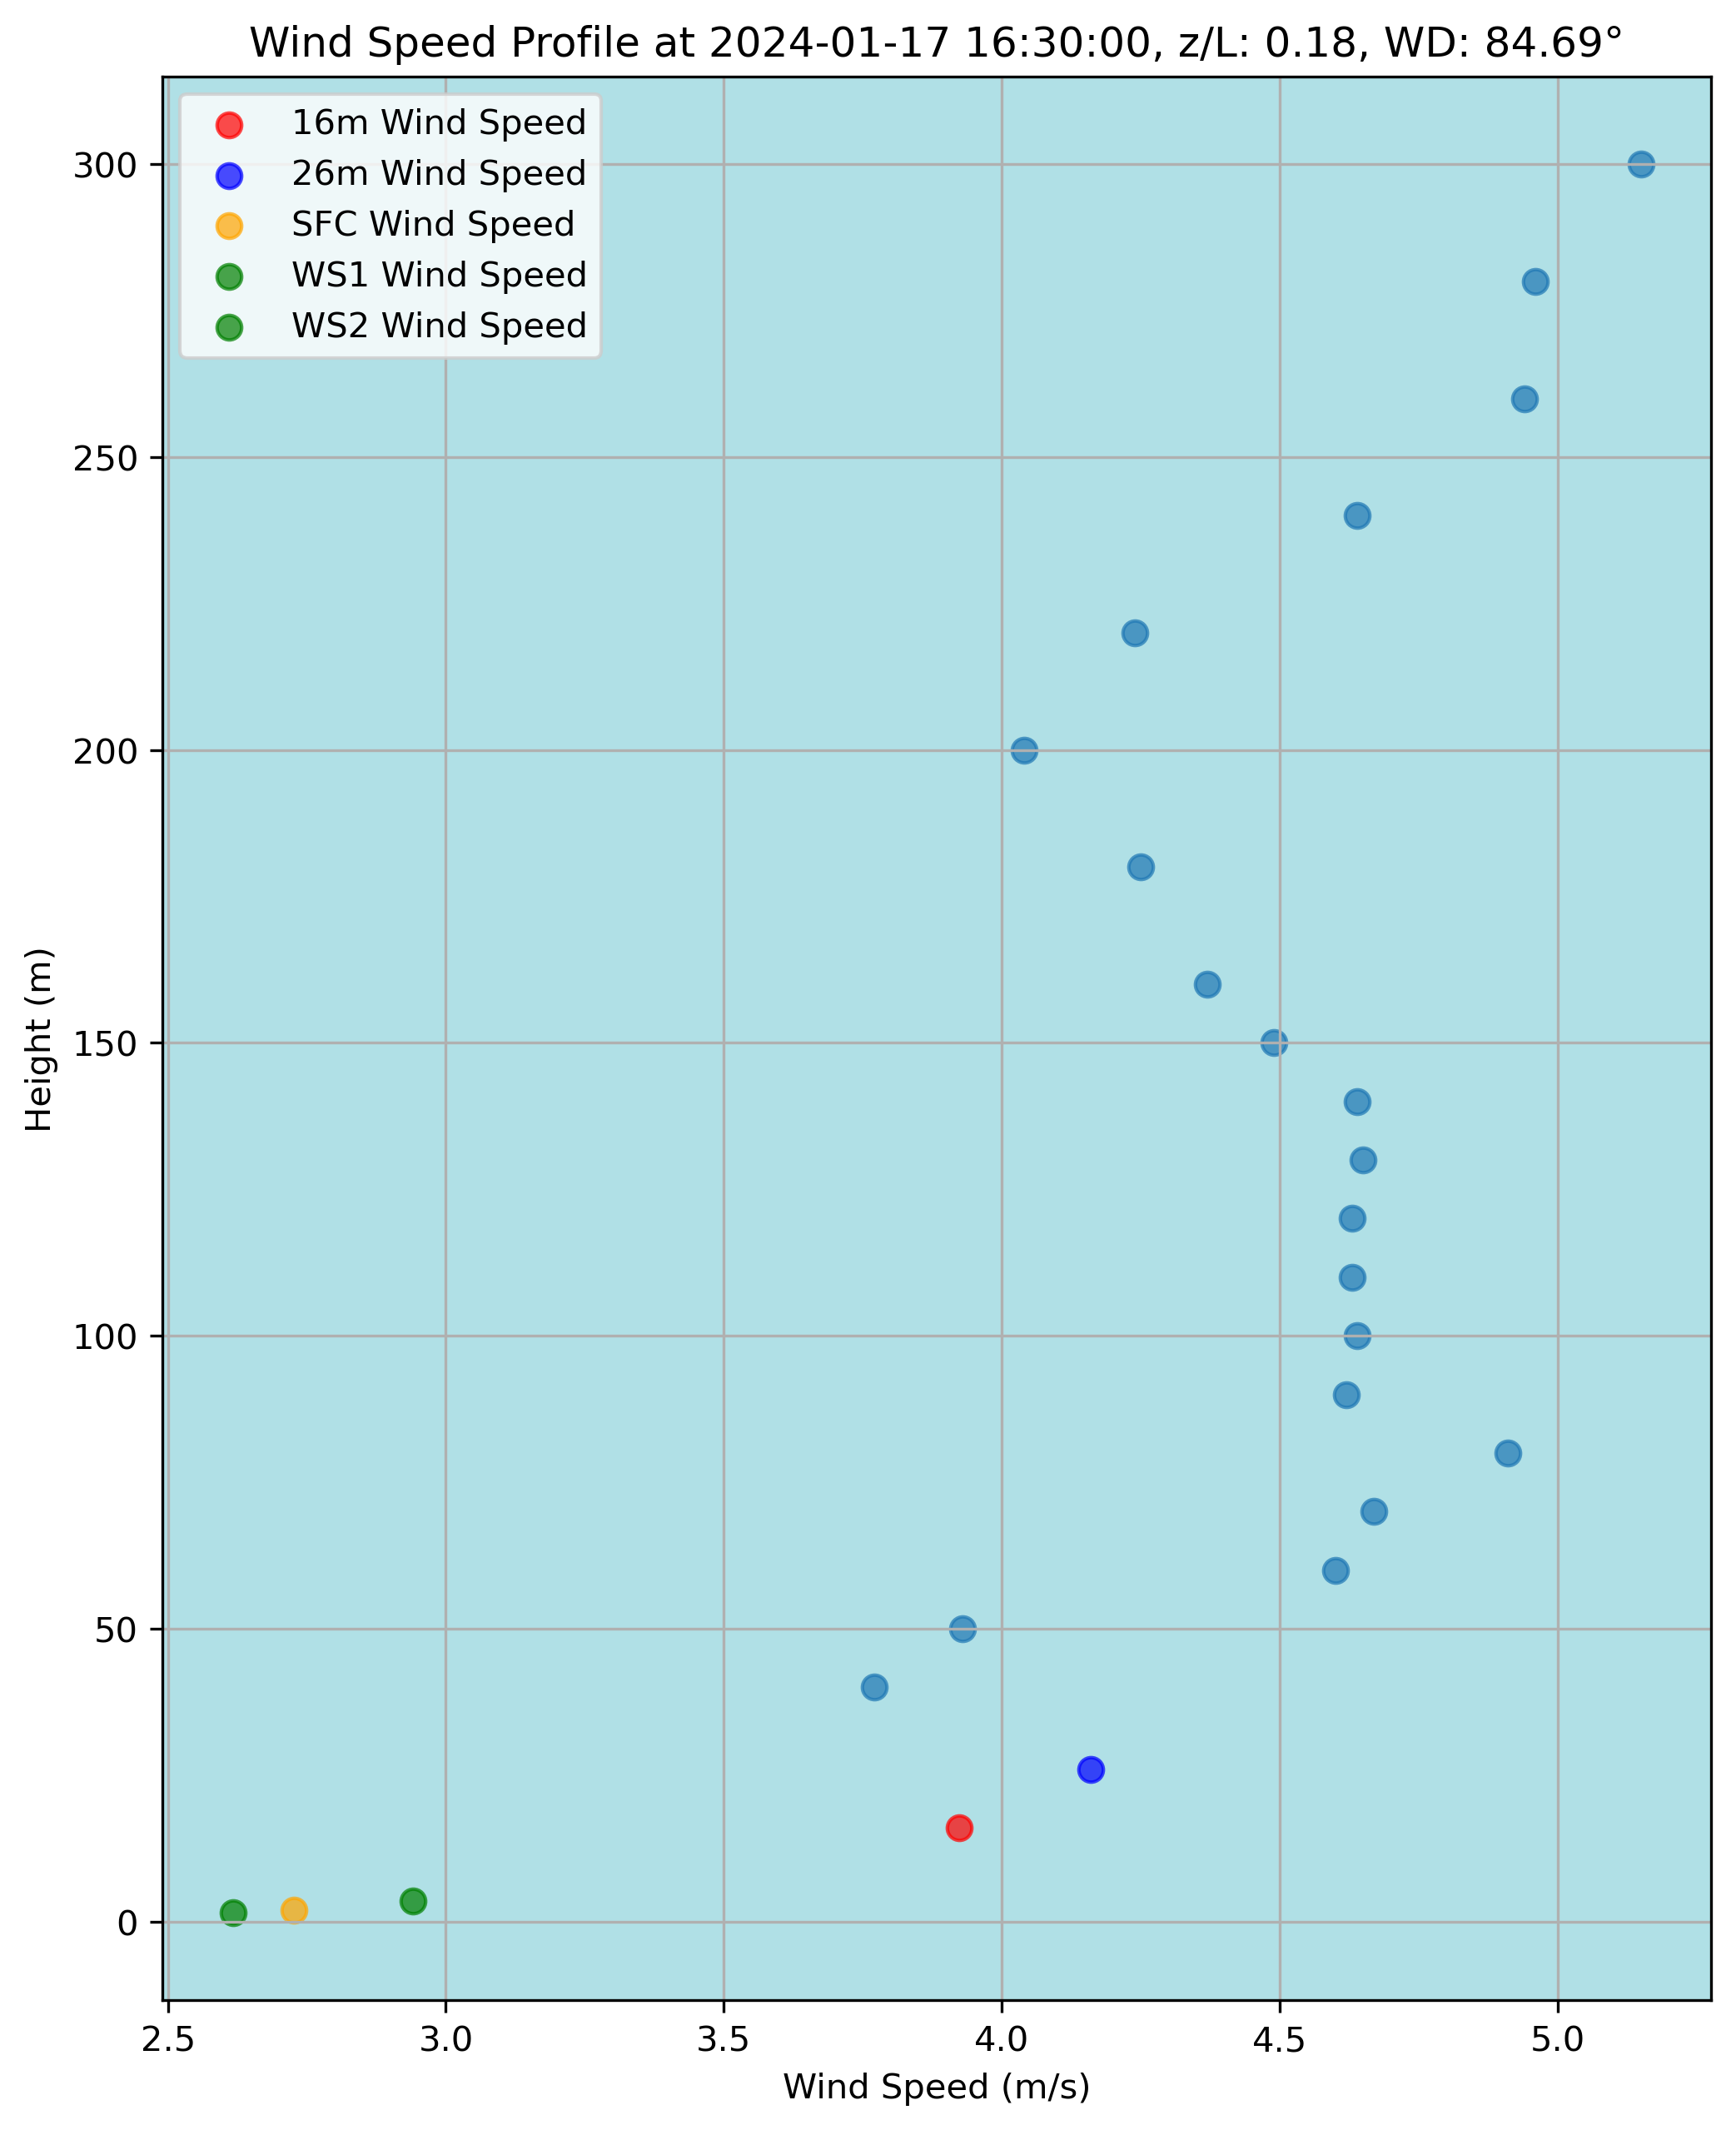 Wind Speed Profile at 2024-01-17 16:30:00, z/L: 0.18, WD: 84.69°
16m Wind Speed
26m Wind Speed
SFC Wind Speed
WS1 Wind Speed
WS2 Wind Speed
300
250
200
150
100
50
0
Height (m)
2.5 3.0 3.5 4.0 4.5 5.0
Wind Speed (m/s)